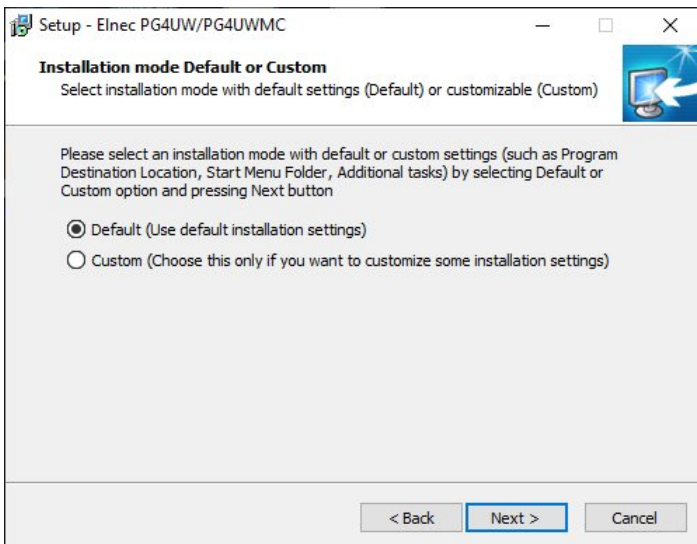 Setup - Elnec PG4UW/PG4UWMC
Installation mode Default or Custom
Select installation mode with default settings (Default) or customizable (Custom)
Please select an installation mode with default or custom settings (such as Program
Destination Location, Start Menu Folder, Additional tasks) by selecting Default or
Custom option and pressing Next button
Default (Use default installation settings)
Custom (Choose this only if you want to customize some installation settings)
< Back Next > Cancel